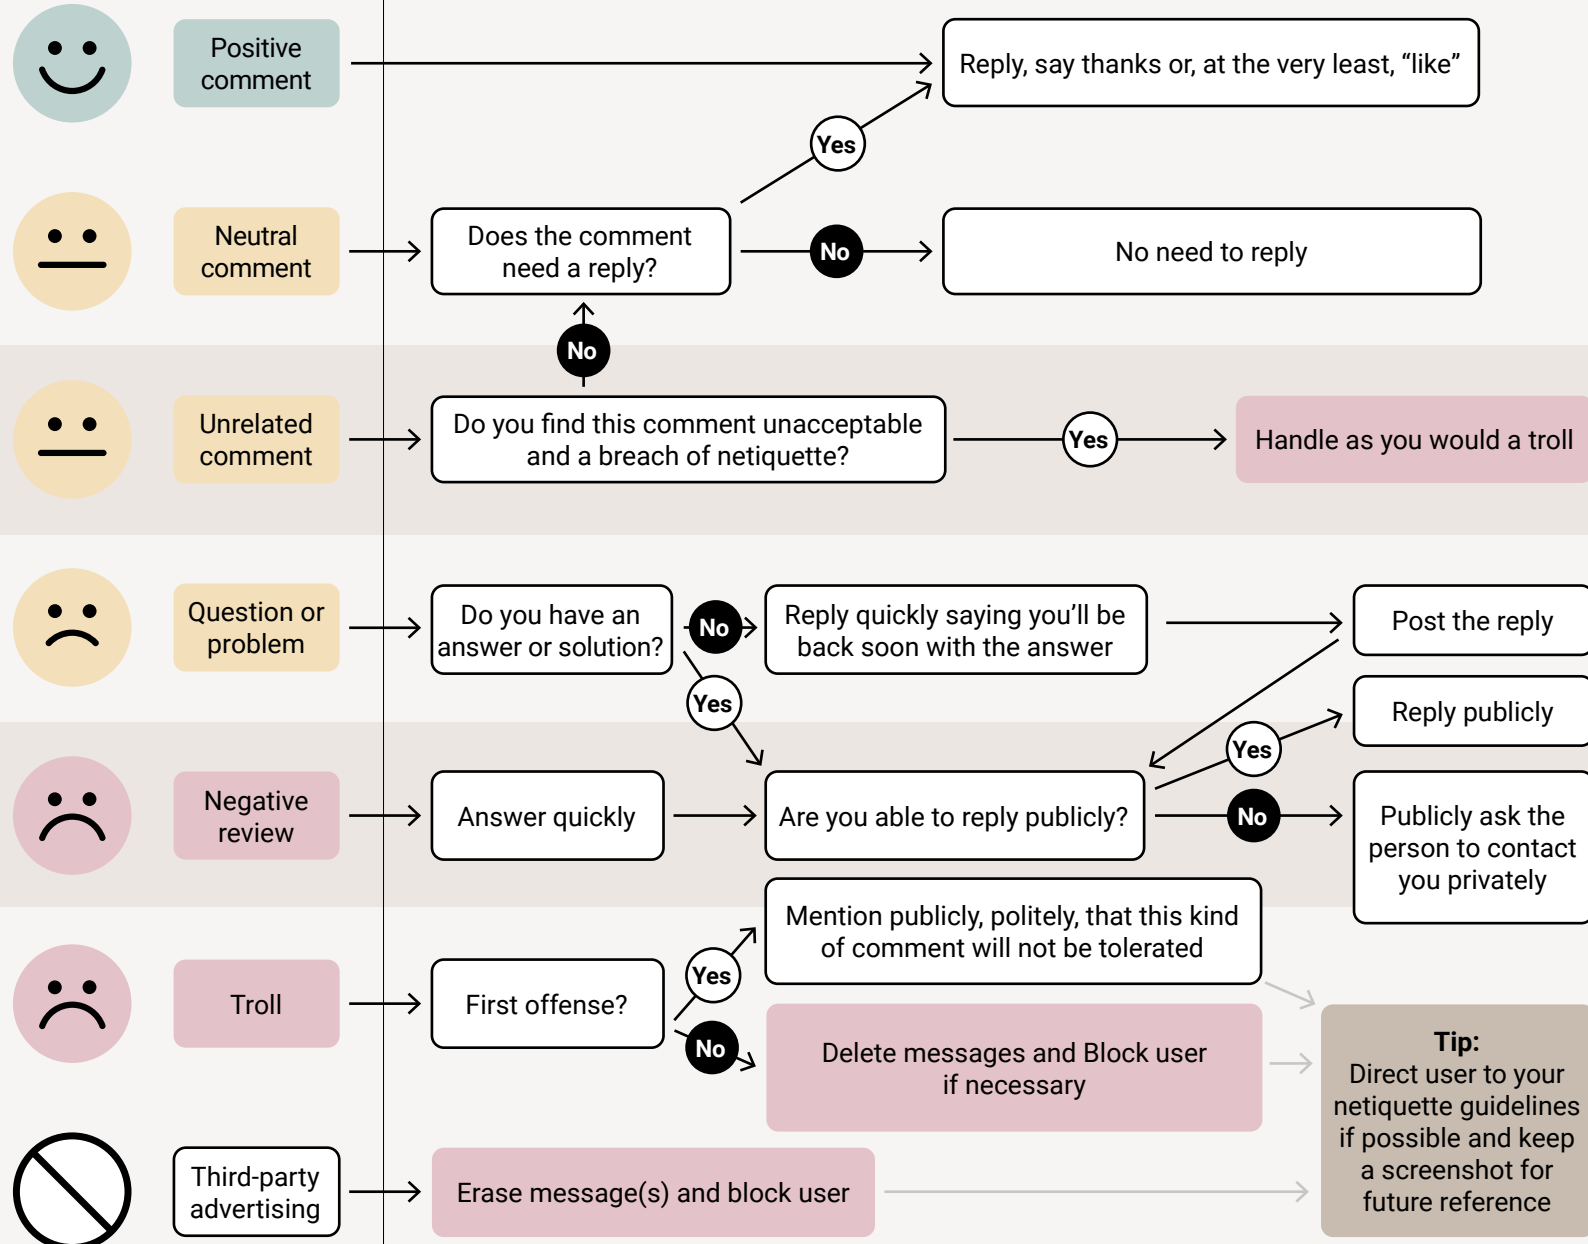 Positive
comment
Reply, say thanks or, at the very least, “like”
Yes
Neutral
comment
Does the comment
need a reply?
No
No need to reply
No
Unrelated
comment
Do you find this comment unacceptable
and a breach of netiquette?
Yes
Handle as you would a troll
Question or
problem
Do you have an
answer or solution?
No
Reply quickly saying you’ll be
back soon with the answer
Post the reply
Yes
Reply publicly
Yes
Negative
review
Answer quickly
Are you able to reply publicly?
No
Publicly ask the
person to contact
you privately
Mention publicly, politely, that this kind
of comment will not be tolerated
Yes
Troll
First offense?
No
Delete messages and Block user
if necessary
Tip:
Direct user to your
netiquette guidelines
if possible and keep
a screenshot for
future reference
Third-party
advertising
Erase message(s) and block user